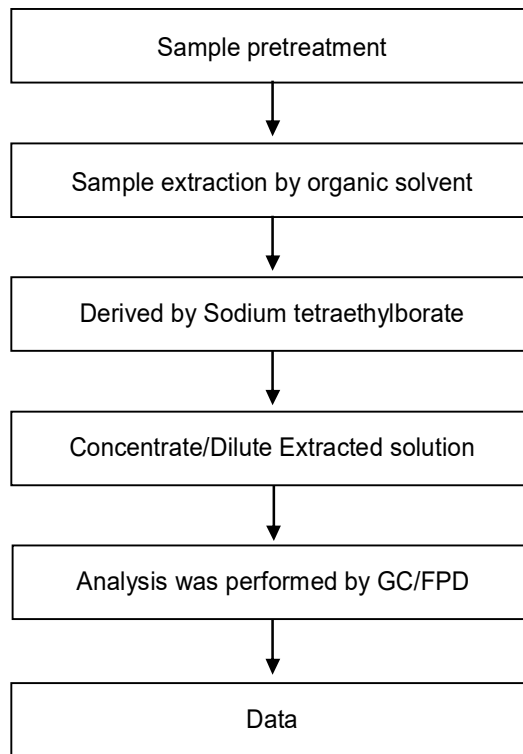 Sample pretreatment
Sample extraction by organic solvent
Derived by Sodium tetraethylborate
Concentrate/Dilute Extracted solution
Analysis was performed by GC/FPD
Data